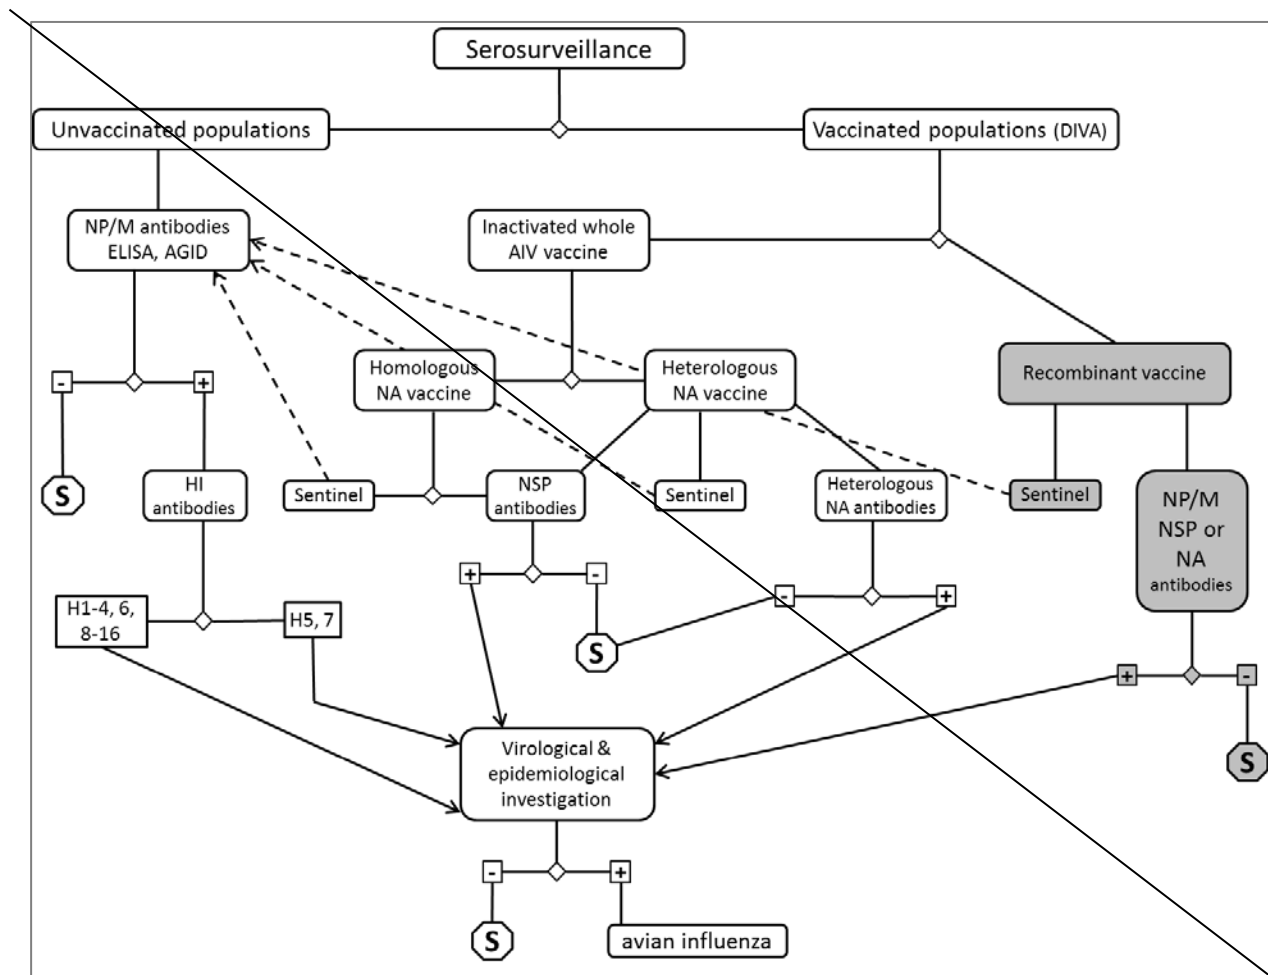 Serosurveillance
Unvaccinated populations
Vaccinated populations (DIVA)
NP/M antibodies
ELISA, AGID
Inactivated whole
AIV vaccine
Homologous
NA vaccine
Heterologous
NA vaccine
Recombinant vaccine
-
+
S
HI
antibodies
Sentinel
NSP
antibodies
Sentinel
Heterologous
NA antibodies
Sentinel
NP/M
NSP or
NA
antibodies
+
-
-
+
H1-4, 6,
8-16
H5, 7
S
+
-
S
Virological &
epidemiological
investigation
-
+
S
avian influenza